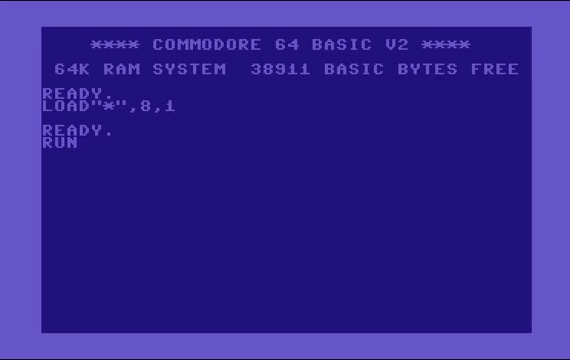 **** COMMODORE 64 BASIC V2 ****
64K RAM SYSTEM  38911 BASIC BYTES FREE
READY.
LOAD"*",8,1
READY.
RUN